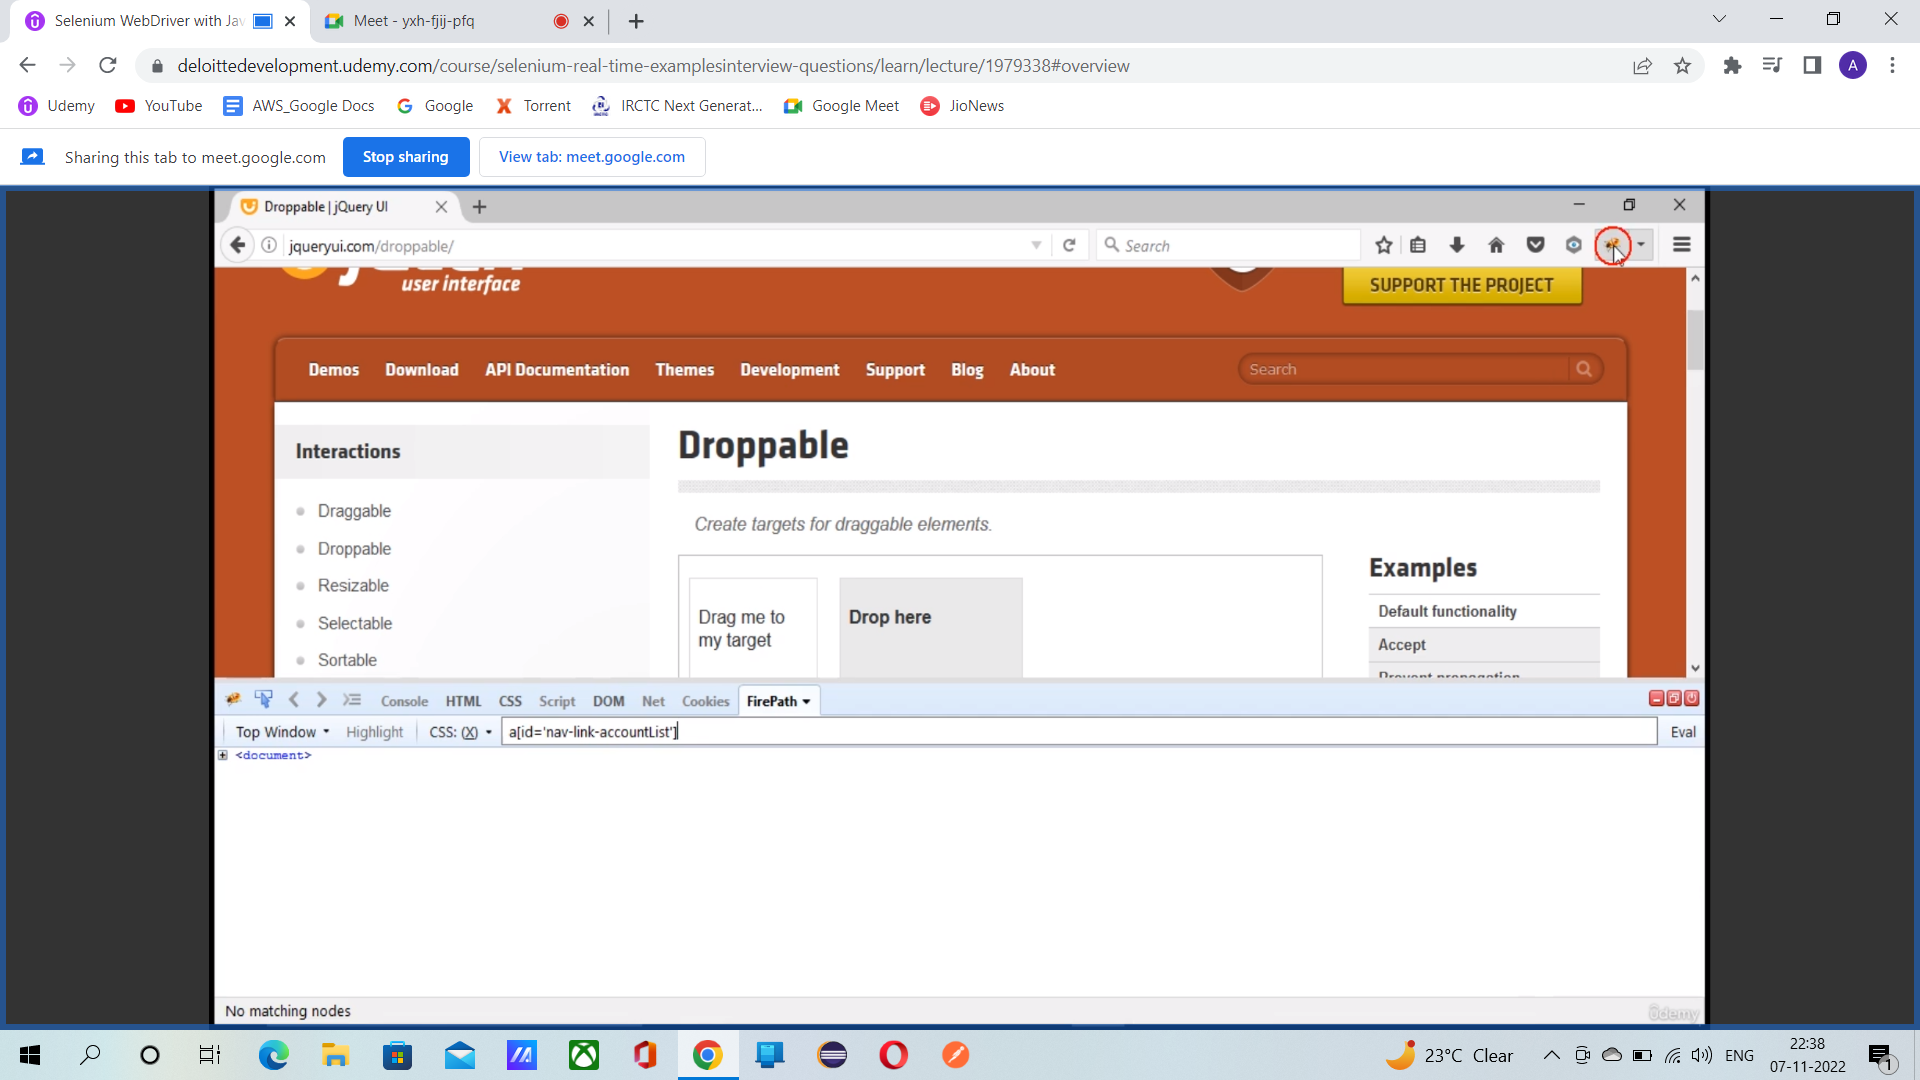 Selenium WebDriver with Jav
Meet - yxh-fjij-pfq
deloittedevelopment.udemy.com/course/selenium-real-time-examplesinterview-questions/learn/lecture/1979338#overview
A
Udemy YouTube AWS_Google Docs Google Torrent IRCTC Next Generat... Google Meet JioNews
Sharing this tab to meet.google.com Stop sharing View tab: meet.google.com
Droppable | jQuery UI
jqueryui.com/droppable/ Search
user interface
SUPPORT THE PROJECT
Demos Download API Documentation Themes Development Support Blog About Search
Interactions
Draggable
Droppable
Resizable
Selectable
Sortable
Droppable
Create targets for draggable elements.
Drag me to
my target
Drop here
Examples
Default functionality
Accept
Prevent propagation
Console HTML CSS Script DOM Net Cookies FirePath
Top Window Highlight CSS: (X) a[id='nav-link-accountList'] Eval
<document>
No matching nodes
ûdemy
23°C Clear ENG
22:38
07-11-2022
1